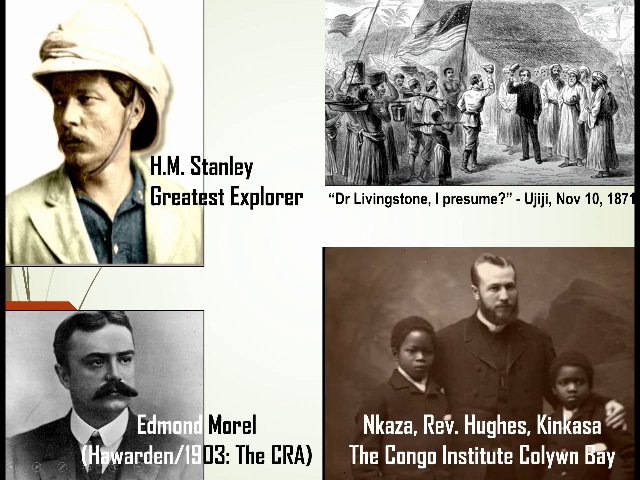 H.M. Stanley
Greatest Explorer
“Dr Livingstone, I presume?” - Ujiji, Nov 10, 1871
Edmond Morel
(Hawarden/1903: The CRA)
Nkaza, Rev. Hughes, Kinkasa
The Congo Institute Colywn Bay